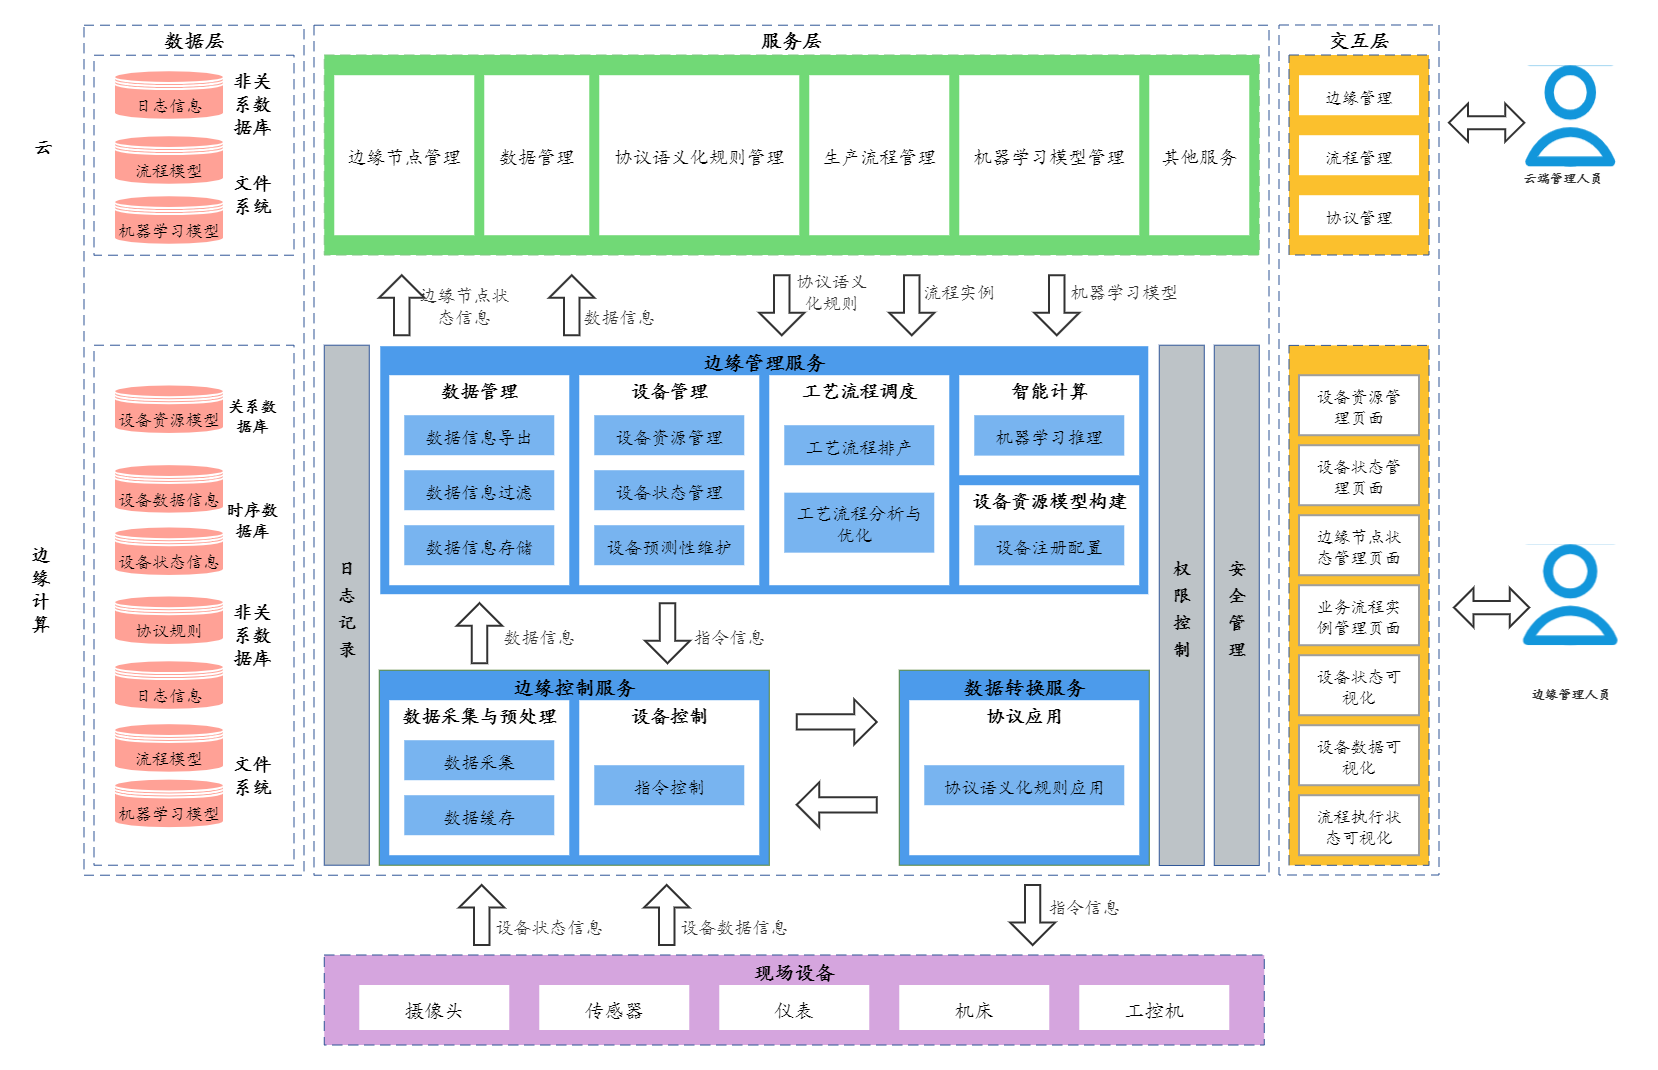 数据层
服务层
交互层
云
日志信息
非关
系数
据库
流程模型
文件
系统
机器学习模型
边缘节点管理
数据管理
协议语义化规则管理
生产流程管理
机器学习模型管理
其他服务
边缘管理
流程管理
协议管理
云端管理人员
边缘节点状
态信息
数据信息
协议语义
化规则
流程实例
机器学习模型
边
缘
计
算
设备资源模型
关系数
据库
设备数据信息
时序数
据库
设备状态信息
协议规则
非关
系数
据库
日志信息
流程模型
文件
系统
机器学习模型
日
志
记
录
边缘管理服务
数据管理
数据信息导出
数据信息过滤
数据信息存储
设备管理
设备资源管理
设备状态管理
设备预测性维护
工艺流程调度
工艺流程排产
工艺流程分析与
优化
智能计算
机器学习推理
设备资源模型构建
设备注册配置
数据信息
指令信息
边缘控制服务
数据采集与预处理
数据采集
数据缓存
设备控制
指令控制
数据转换服务
协议应用
协议语义化规则应用
权
限
控
制
安
全
管
理
设备资源管
理页面
设备状态管
理页面
边缘节点状
态管理页面
业务流程实
例管理页面
设备状态可
视化
设备数据可
视化
流程执行状
态可视化
边缘管理人员
设备状态信息
设备数据信息
指令信息
现场设备
摄像头
传感器
仪表
机床
工控机